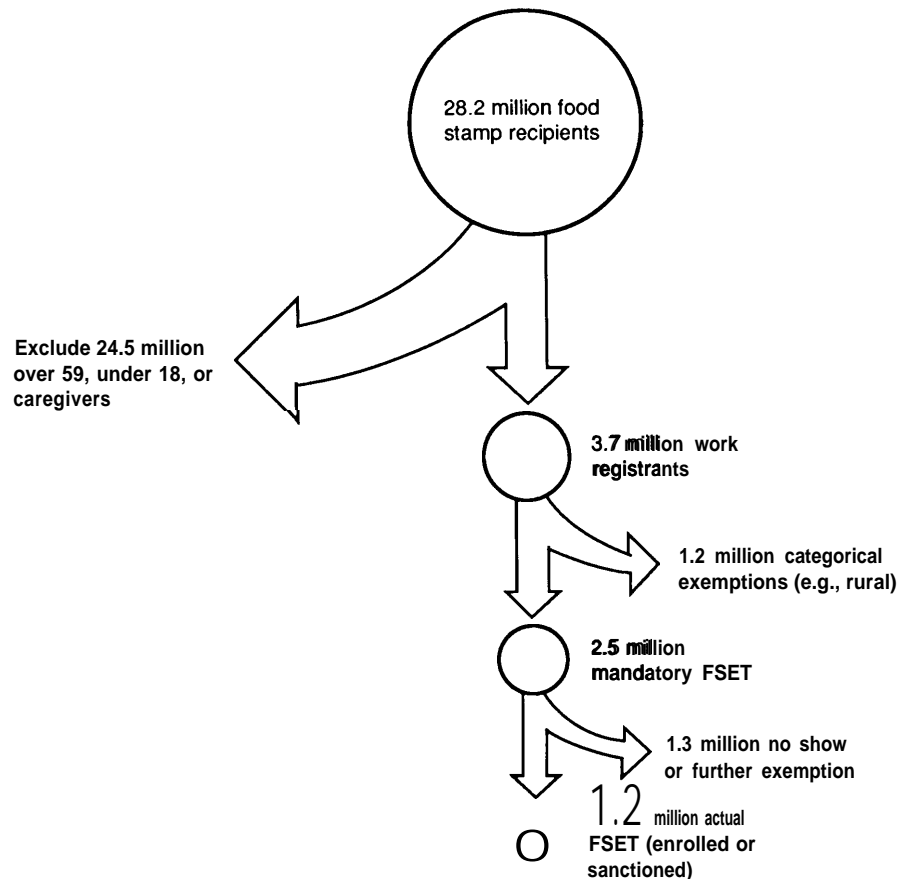 28.2 million food
stamp recipients
Exclude 24.5 million
over 59, under 18, or
caregivers
3.7 million work
registrants
1.2 million categorical
exemptions (e.g., rural)
2.5 million
mandatory FSET
1.3 million no show
or further exemption
1.2 million actual
FSET (enrolled or
sanctioned)